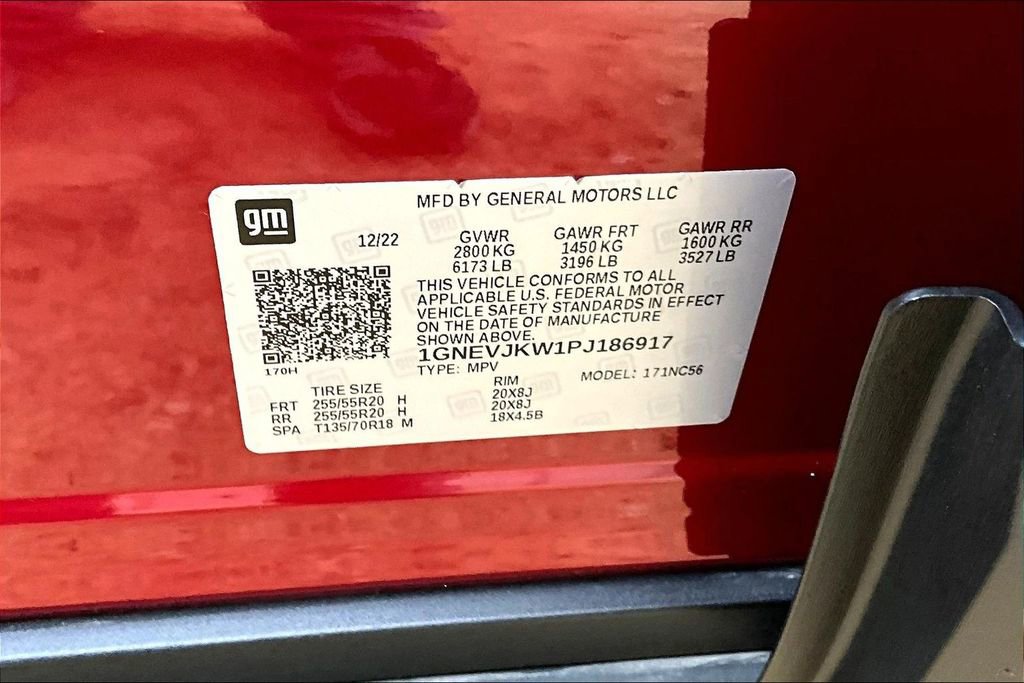 gm
MFD BY GENERAL MOTORS LLC
12/22
GVWR GAWR FRT GAWR RR
2800 KG 1450 KG 1600 KG
6173 LB 3196 LB 3527 LB
THIS VEHICLE CONFORMS TO ALL
APPLICABLE U.S. FEDERAL MOTOR
VEHICLE SAFETY STANDARDS IN EFFECT
ON THE DATE OF MANUFACTURE
SHOWN ABOVE.
1GNEVJKW1PJ186917
170H
TYPE: MPV MODEL: 171NC56
TIRE SIZE RIM
FRT 255/55R20 H 20X8J
RR 255/55R20 H 20X8J
SPA T135/70R18 M 18X4.5B